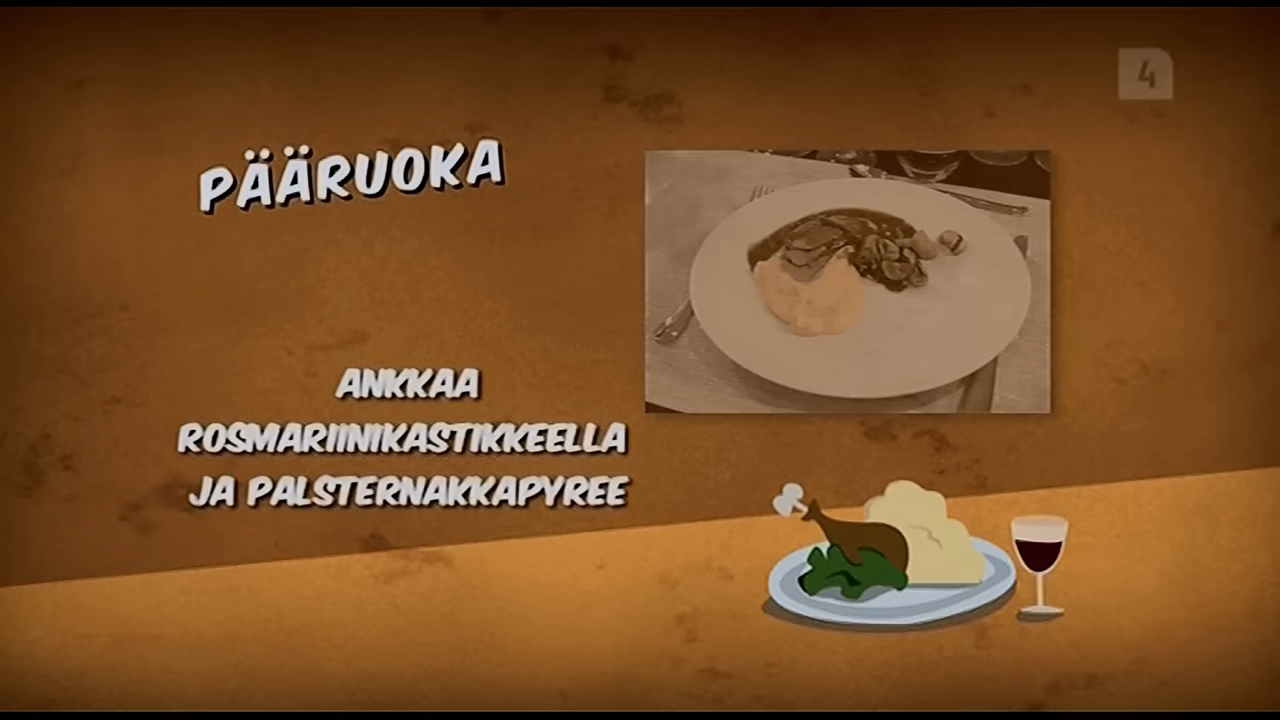 4
PÄÄRUOKA
ANKKAA
ROSMARIINIKASTIKKEELLA
JA PALSTERNAKKAPYREE